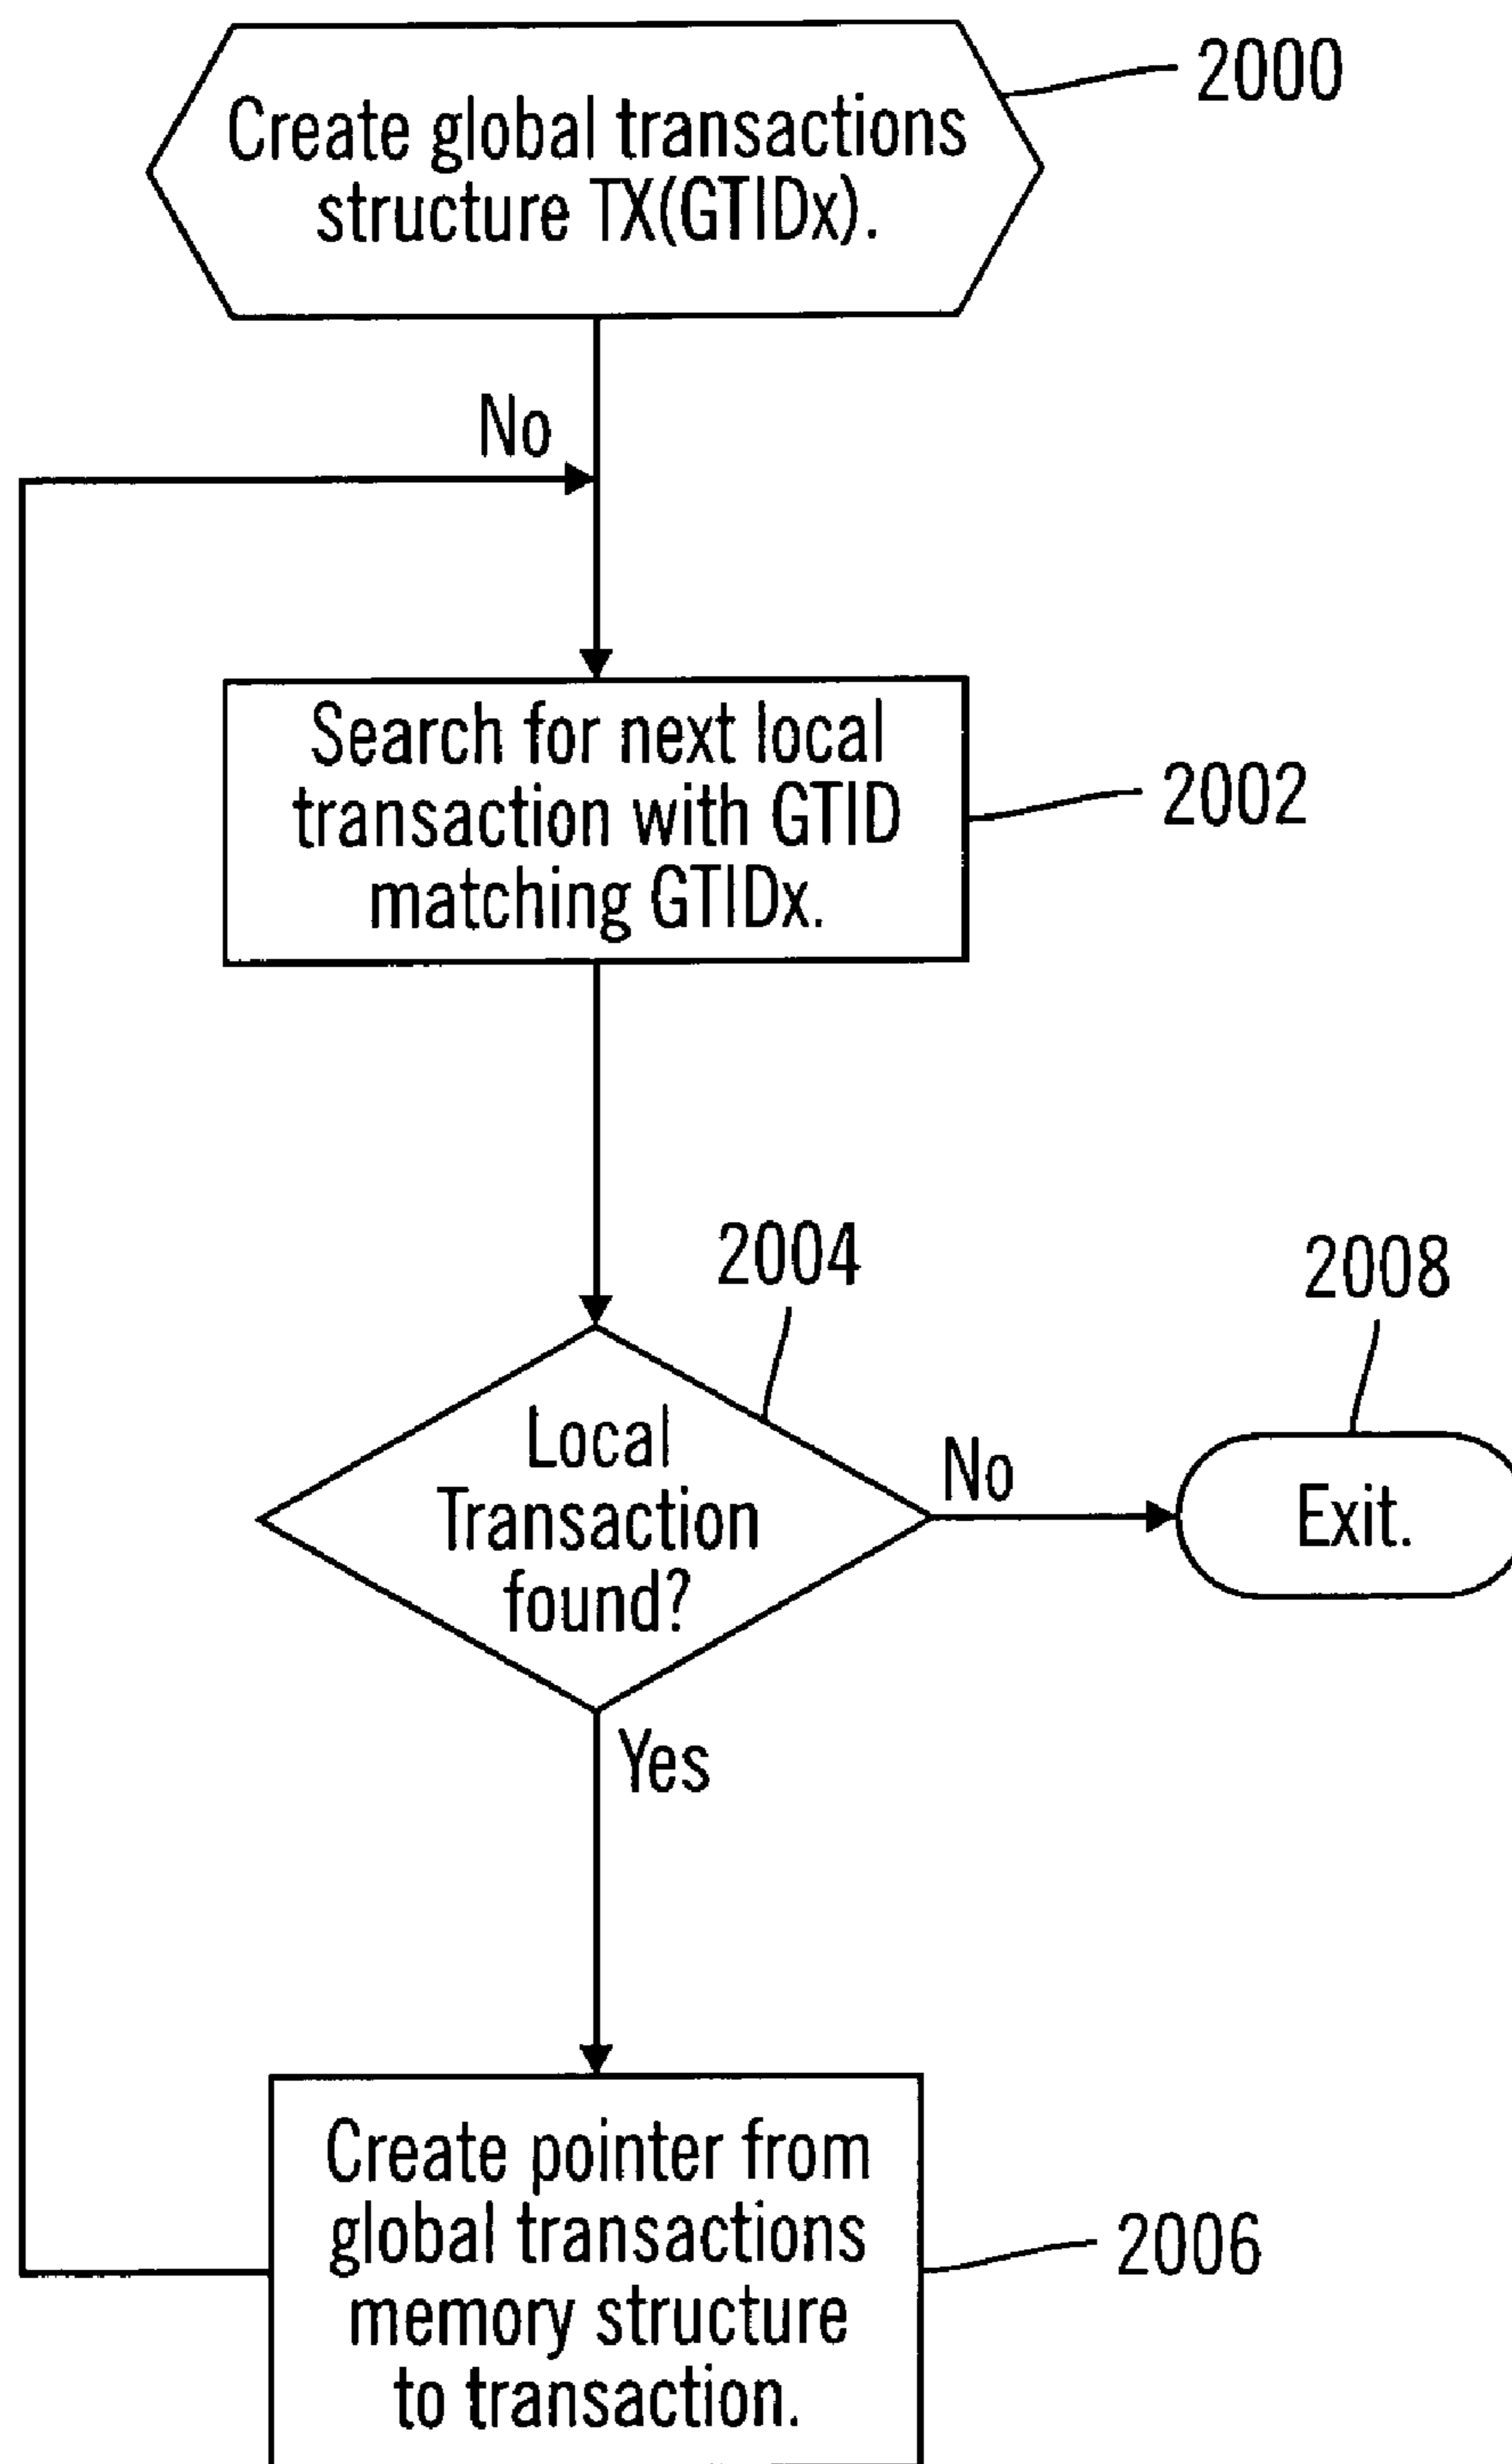 Create global transactions
structure TX(GTIDx).
2000
No
Search for next local
transaction with GTID
matching GTIDx.
2002
2004
2008
Local
Transaction
found?
No
Exit.
Yes
Create pointer from
global transactions
memory structure
to transaction.
2006